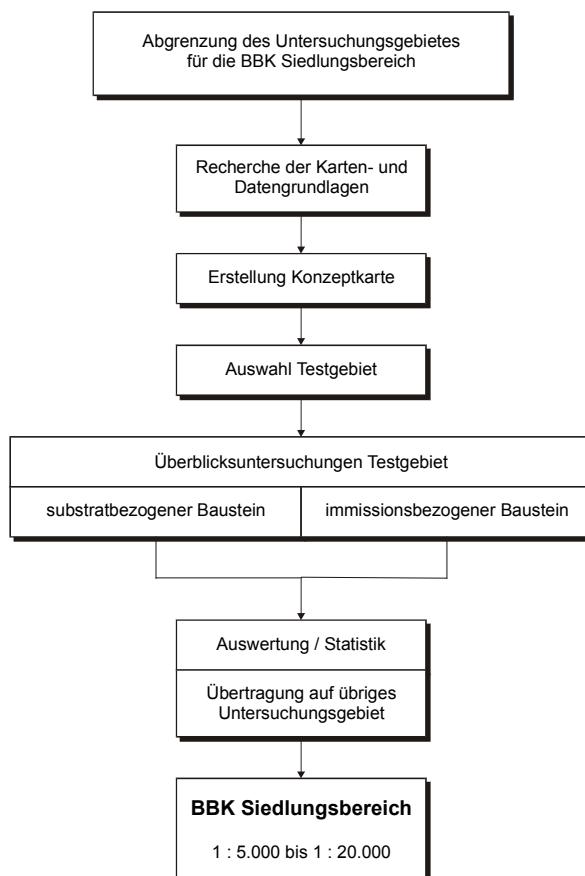 Abgrenzung des Untersuchungsgebietes
für die BBK Siedlungsbereich
Recherche der Karten- und
Datengrundlagen
Erstellung Konzeptkarte
Auswahl Testgebiet
Überblicksuntersuchungen Testgebiet
substratbezogener Baustein
immissionsbezogener Baustein
Auswertung / Statistik
Übertragung auf übriges
Untersuchungsgebiet
BBK Siedlungsbereich
1 : 5.000 bis 1 : 20.000